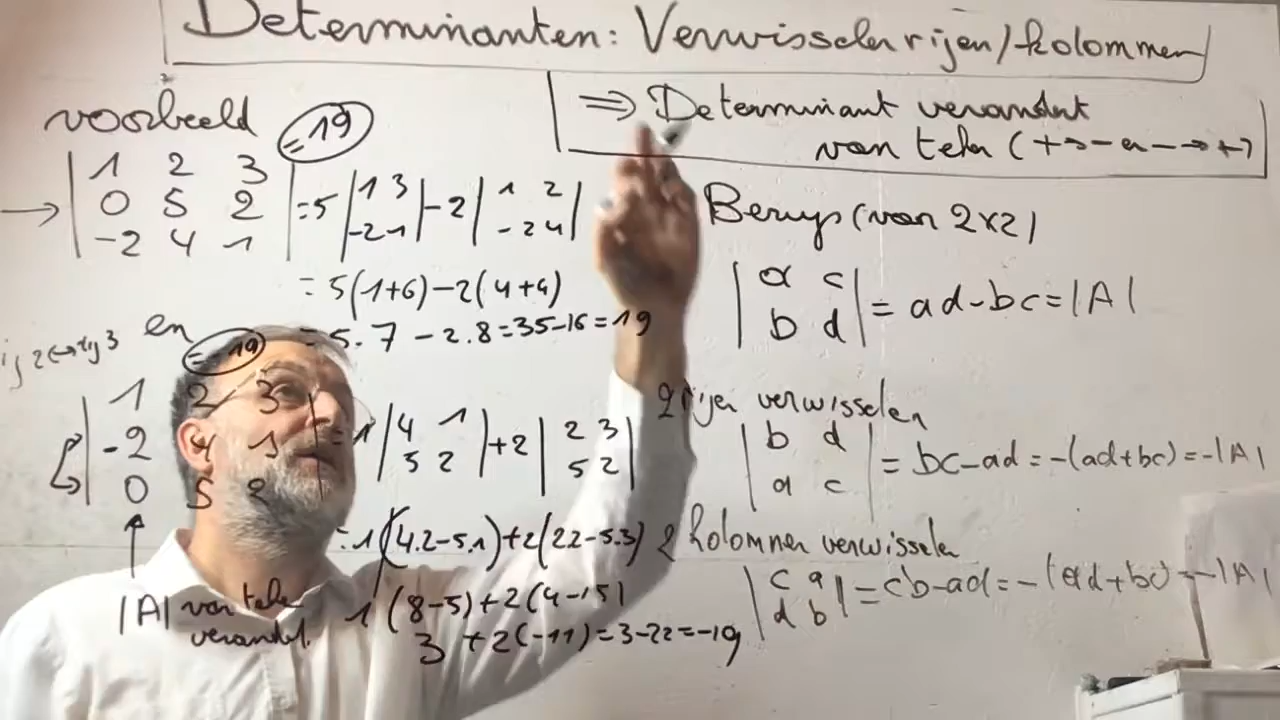 Determinanten: Verwisselen rijen/kolommen
⇒ Determinant verandert
van teken (+→- en -→+)
voorbeeld
=19
|1 2 3|
|0 5 2| =5 |1 3; -2 1| -2 |1 2; -2 4|
|-2 4 1|
=5(1+6)-2(4+4)
=5.7-2.8=35-16=19
en
rij 2↔rij 3
=-19
|1 2 3|
|-2 4 1| =1 |4 1; 5 2| +2 |2 3; 5 2|
|0 5 2|
=1(4.2-5.1)+2(2.2-5.3)
1(8-5)+2(4-15)
3+2(-11)=3-22=-19
|A| van teken
verandert.
Bewijs (van 2x2)
|a c|
|b d| =ad-bc=|A|
2 rijen verwisselen
|b d|
|a c| =bc-ad=-(ad+bc)=-|A|
2 kolommen verwisselen
|c a|
|d b| =cb-ad=-(ad+bc)=-|A|